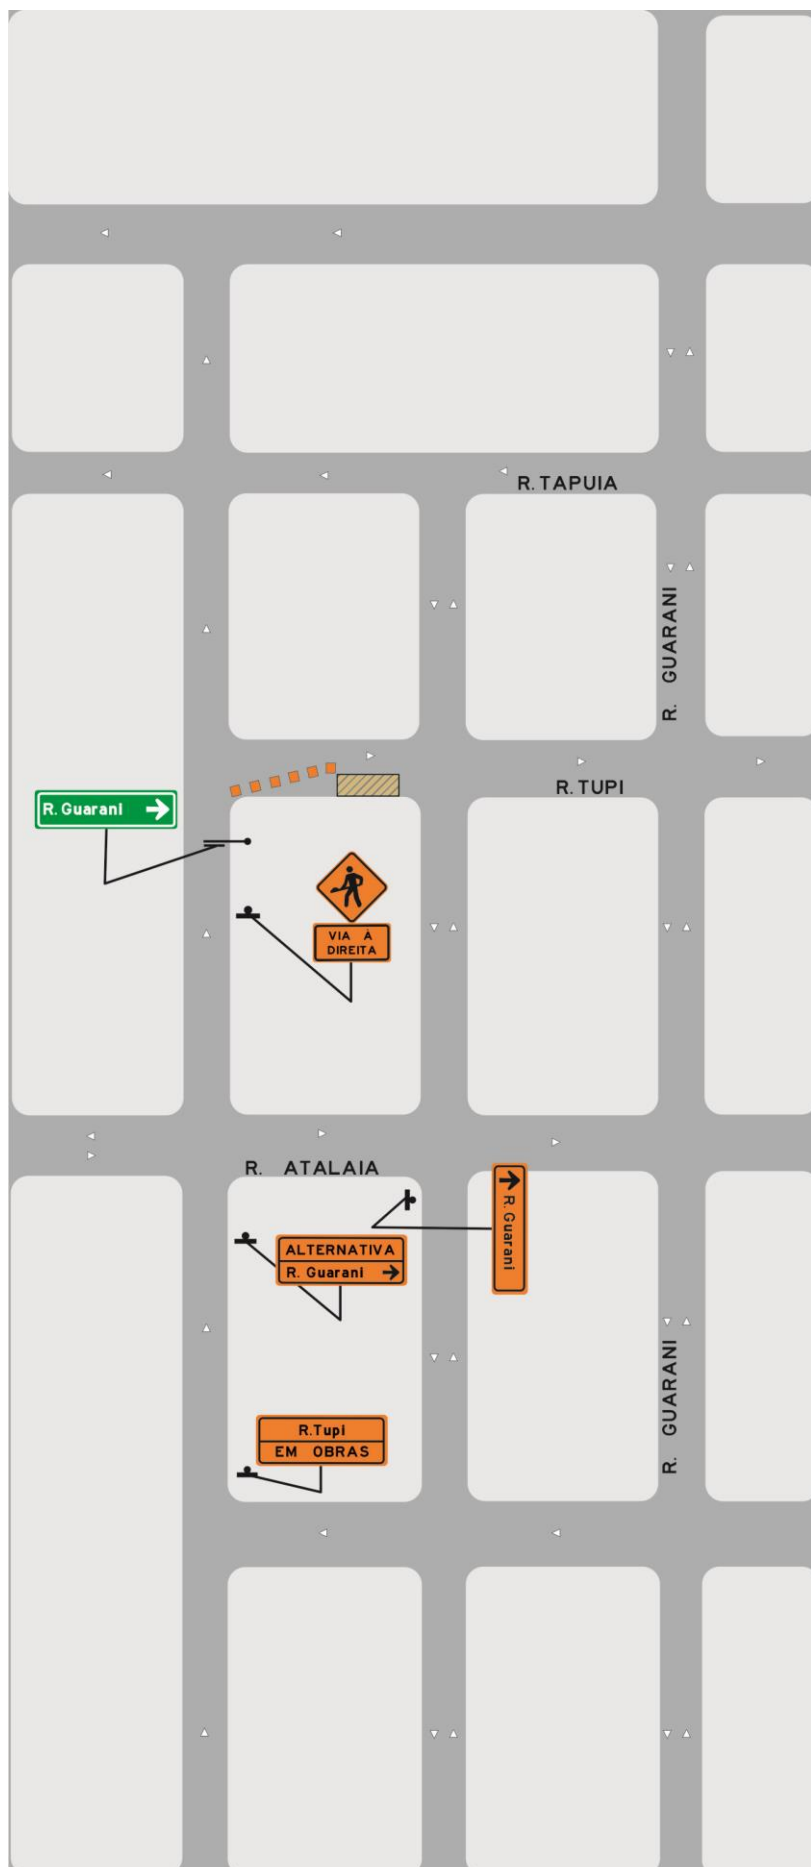 R. TAPUIA
R. GUARANI
R. TUPI
R. Guarani
VIA À
DIREITA
R. ATALAIA
R. Guarani
ALTERNATIVA
R. Guarani
R. GUARANI
R.Tupi
EM OBRAS